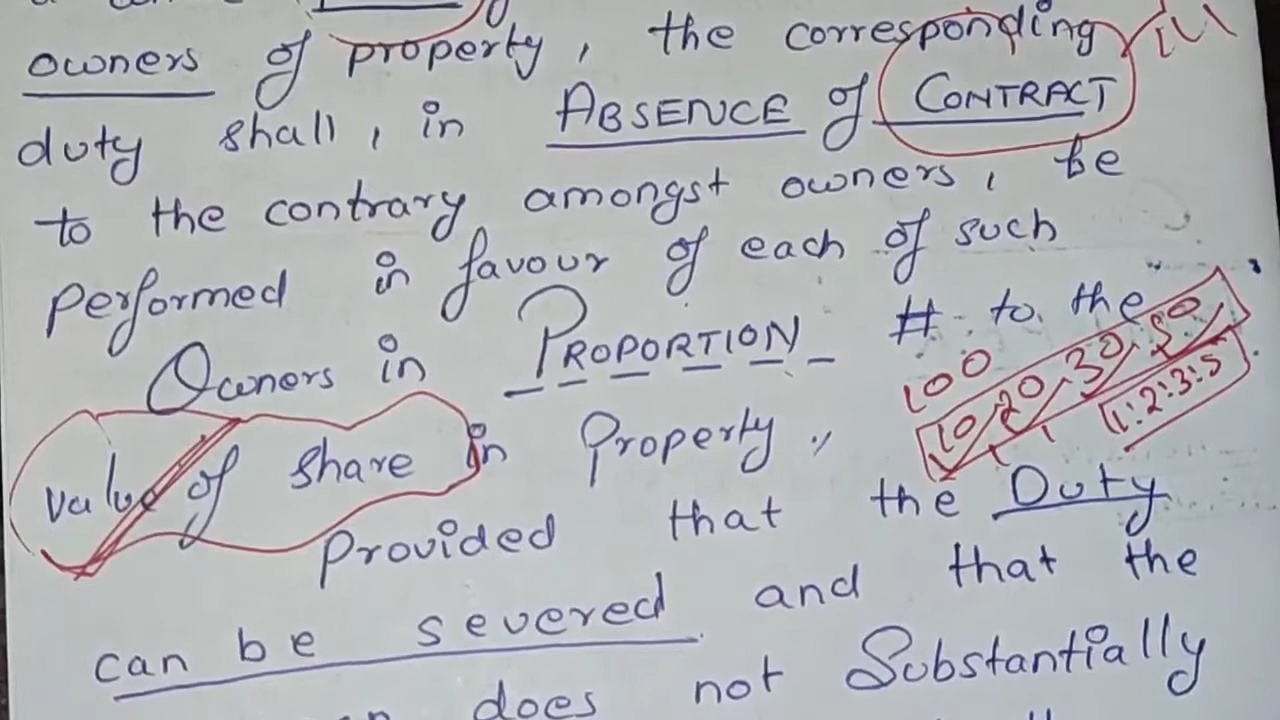 owners of property, the corresponding
duty shall, in ABSENCE of CONTRACT
to the contrary amongst owners, be
performed in favour of each of such
Owners in PROPORTION # to the
100
10, 20, 30, 50
1:2:3:5
value of share in Property.,
Provided that the Duty
can be severed and that the
does not Substantially